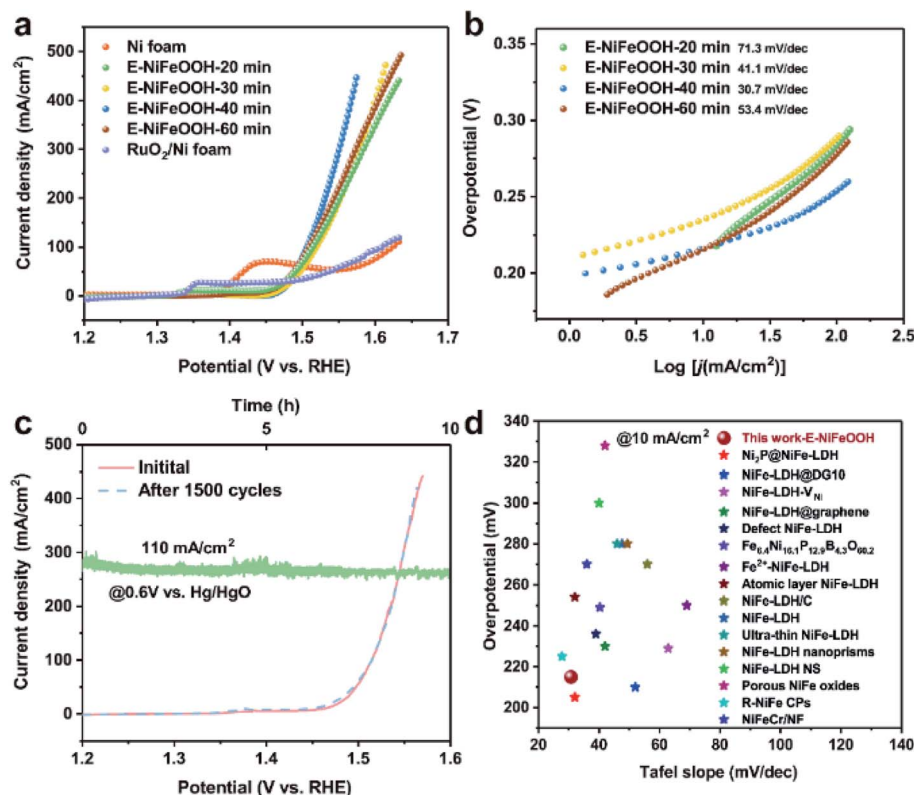 a
Current density (mA/cm²)
500
400
300
200
100
0
Ni foam
E-NiFeOOH-20 min
E-NiFeOOH-30 min
E-NiFeOOH-40 min
E-NiFeOOH-60 min
RuO₂/Ni foam
1.2 1.3 1.4 1.5 1.6 1.7
Potential (V vs. RHE)
b
Overpotential (V)
0.35
0.30
0.25
0.20
E-NiFeOOH-20 min 71.3 mV/dec
E-NiFeOOH-30 min 41.1 mV/dec
E-NiFeOOH-40 min 30.7 mV/dec
E-NiFeOOH-60 min 53.4 mV/dec
0.0 0.5 1.0 1.5 2.0 2.5
Log [j(mA/cm²)]
c
Time (h)
0 5 10
Current density (mA/cm²)
500
400
300
200
100
0
Initital
After 1500 cycles
110 mA/cm²
@0.6V vs. Hg/HgO
1.2 1.3 1.4 1.5 1.6
Potential (V vs. RHE)
d
Overpotential (mV)
340
320
300
280
260
240
220
200
@10 mA/cm²
This work-E-NiFeOOH
Ni₂P@NiFe-LDH
NiFe-LDH@DG10
NiFe-LDH-V_Ni
NiFe-LDH@graphene
Defect NiFe-LDH
Fe₆.₄Ni₁₆.₁P₁₂.₉B₄.₃O₆₀.₂
Fe²⁺-NiFe-LDH
Atomic layer NiFe-LDH
NiFe-LDH/C
NiFe-LDH
Ultra-thin NiFe-LDH
NiFe-LDH nanoprisms
NiFe-LDH NS
Porous NiFe oxides
R-NiFe CPs
NiFeCr/NF
20 40 60 80 100 120 140
Tafel slope (mV/dec)